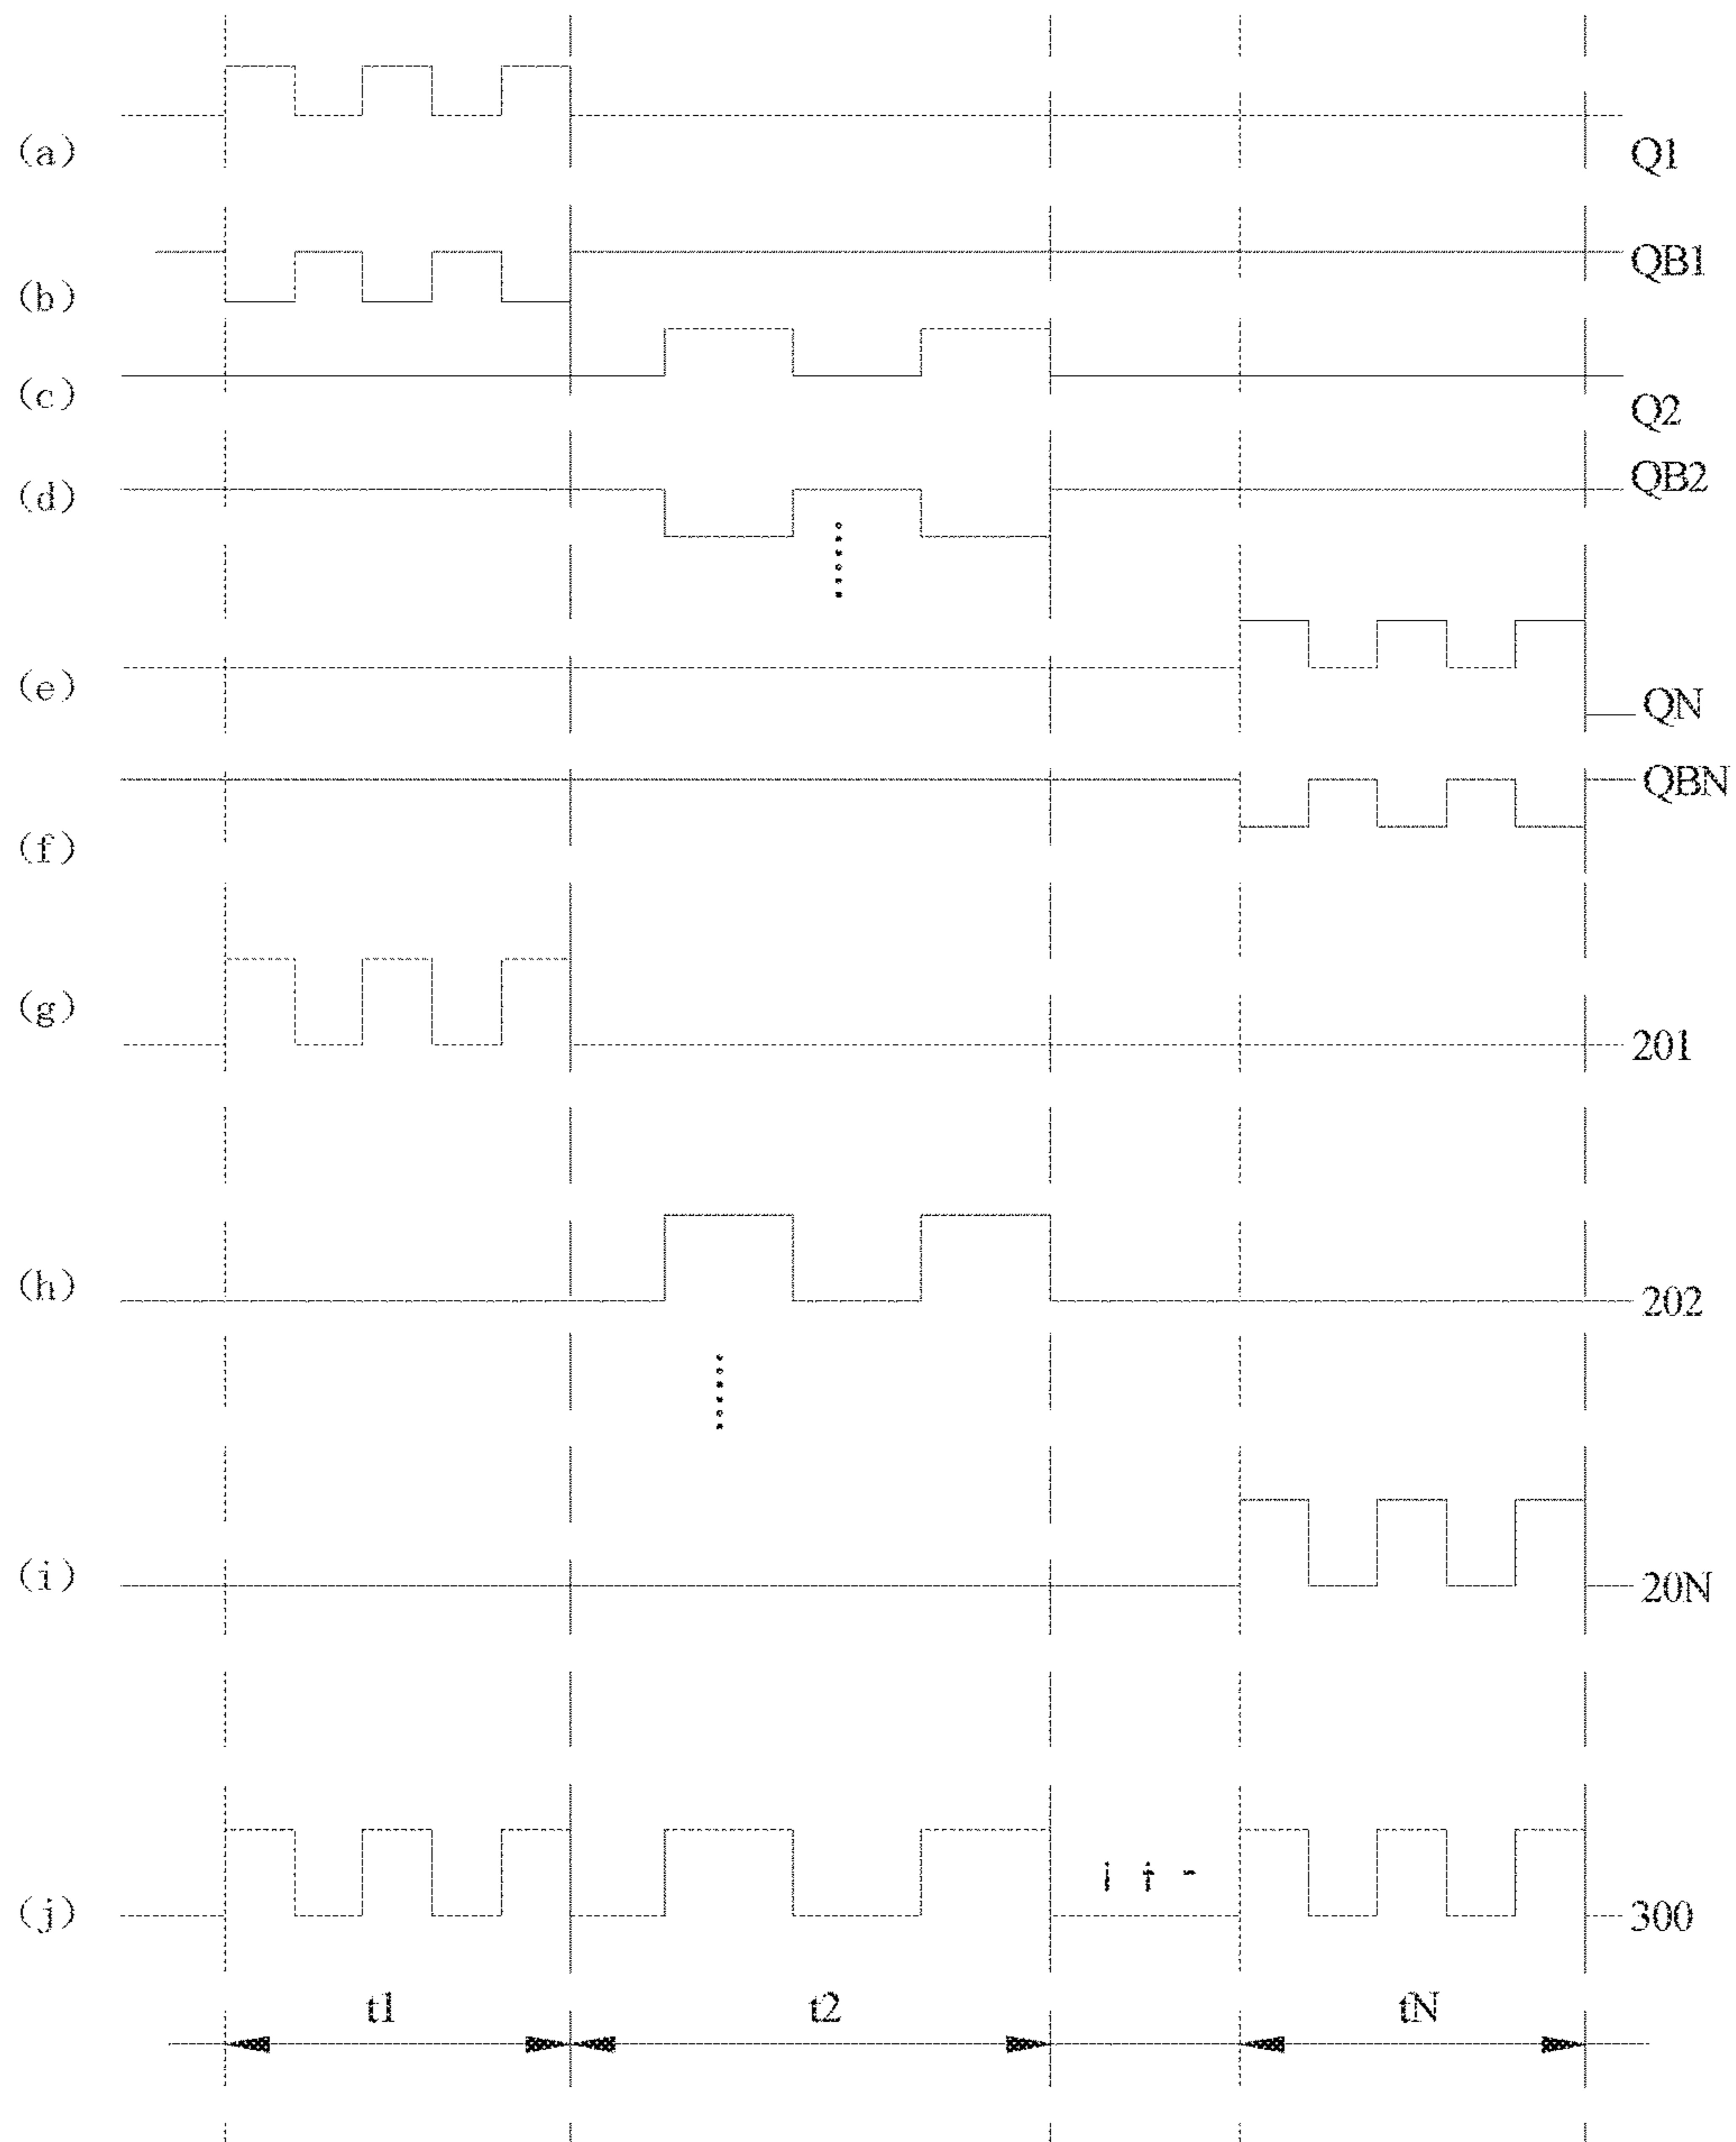 (a)
Q1
QB1
(b)
(c)
Q2
QB2
(d)
(e)
QN
QBN
(f)
(g)
201
(h)
202
(i)
20N
(j)
300
t1 t2 tN